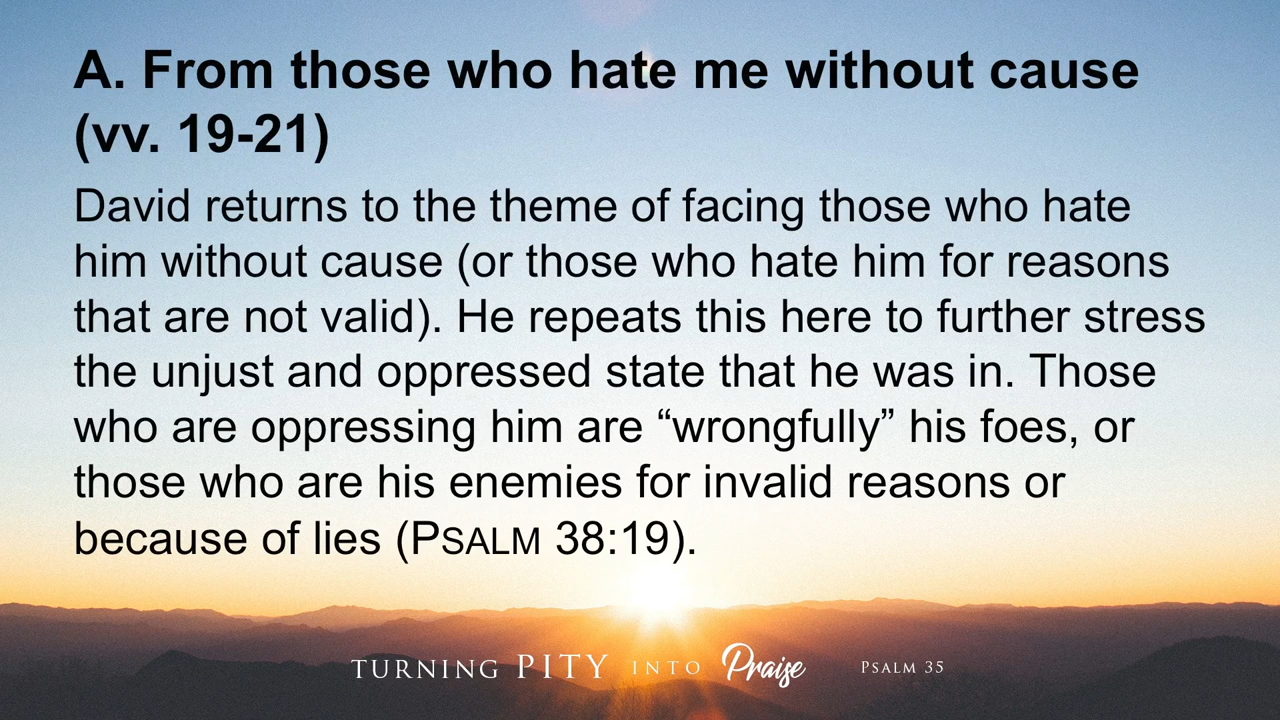 A. From those who hate me without cause
(vv. 19-21)
David returns to the theme of facing those who hate
him without cause (or those who hate him for reasons
that are not valid). He repeats this here to further stress
the unjust and oppressed state that he was in. Those
who are oppressing him are “wrongfully” his foes, or
those who are his enemies for invalid reasons or
because of lies (PSALM 38:19).
TURNING PITY INTO Praise PSALM 35